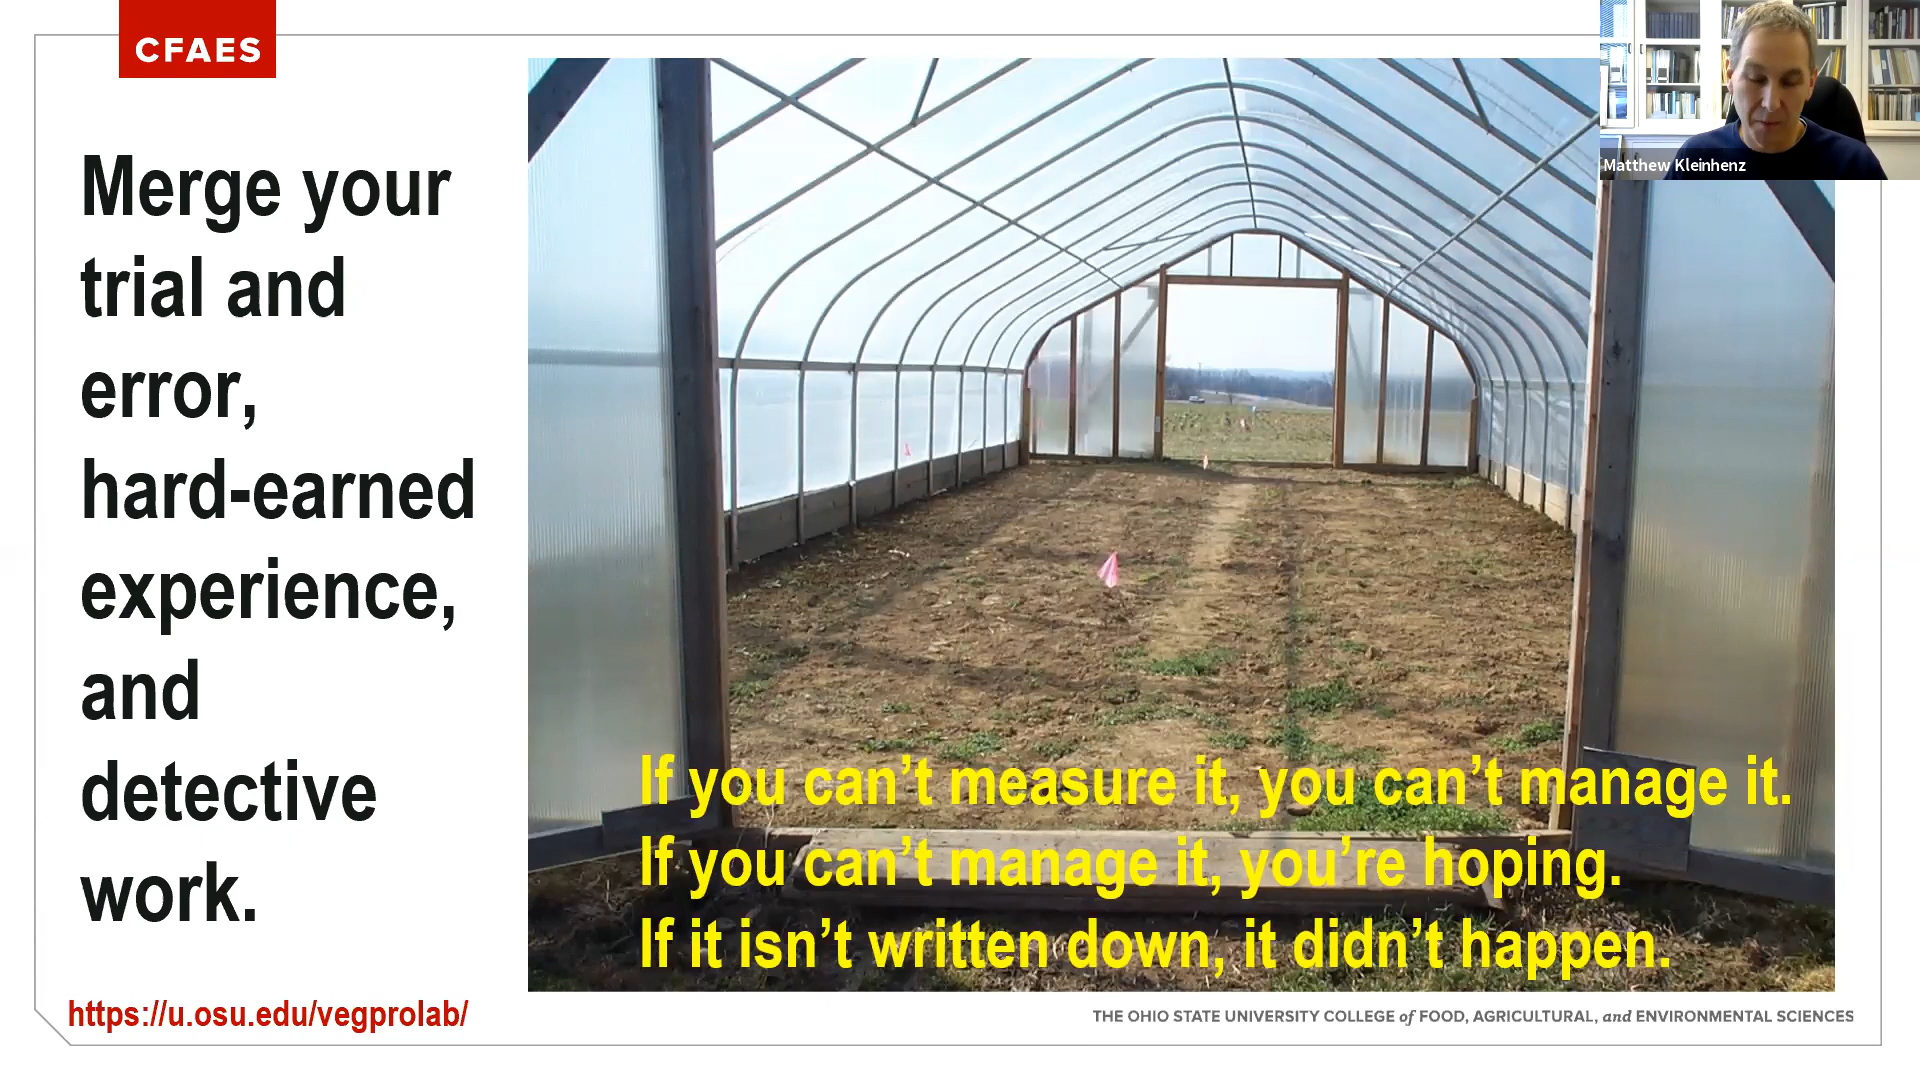 CFAES
Matthew Kleinhenz
Merge your
trial and
error,
hard-earned
experience,
and
detective
work.
If you can’t measure it, you can’t manage it.
If you can’t manage it, you’re hoping.
If it isn’t written down, it didn’t happen.
https://u.osu.edu/vegprolab/
THE OHIO STATE UNIVERSITY COLLEGE of FOOD, AGRICULTURAL, and ENVIRONMENTAL SCIENCES